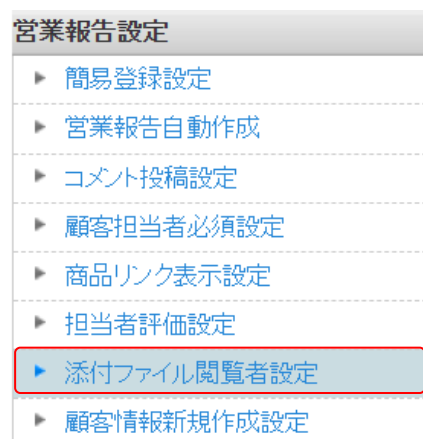 営業報告設定
簡易登録設定
営業報告自動作成
コメント投稿設定
顧客担当者必須設定
商品リンク表示設定
担当者評価設定
添付ファイル閲覧者設定
顧客情報新規作成設定